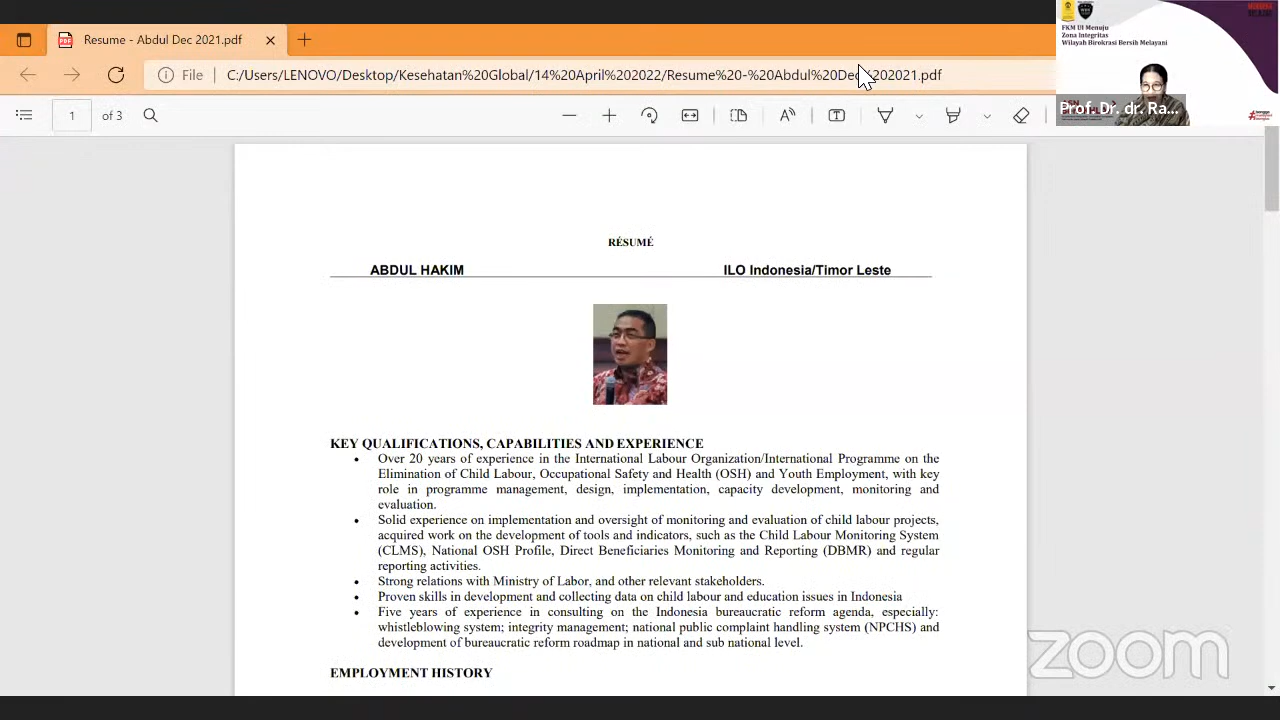 Resume - Abdul Dec 2021.pdf
File
C:/Users/LENOVO/Desktop/Kesehatan%20Global/14%20April%202022/Resume%20-%20Abdul%20Dec%202021.pdf
1 of 3
FKM UI Menuju
Zona Integritas
Wilayah Birokrasi Bersih Melayani
Prof. Dr. dr. Ra...
RÉSUMÉ
ABDUL HAKIM ILO Indonesia/Timor Leste
KEY QUALIFICATIONS, CAPABILITIES AND EXPERIENCE
• Over 20 years of experience in the International Labour Organization/International Programme on the
Elimination of Child Labour, Occupational Safety and Health (OSH) and Youth Employment, with key
role in programme management, design, implementation, capacity development, monitoring and
evaluation.
• Solid experience on implementation and oversight of monitoring and evaluation of child labour projects,
acquired work on the development of tools and indicators, such as the Child Labour Monitoring System
(CLMS), National OSH Profile, Direct Beneficiaries Monitoring and Reporting (DBMR) and regular
reporting activities.
• Strong relations with Ministry of Labor, and other relevant stakeholders.
• Proven skills in development and collecting data on child labour and education issues in Indonesia
• Five years of experience in consulting on the Indonesia bureaucratic reform agenda, especially:
whistleblowing system; integrity management; national public complaint handling system (NPCHS) and
development of bureaucratic reform roadmap in national and sub national level.
EMPLOYMENT HISTORY
zoom